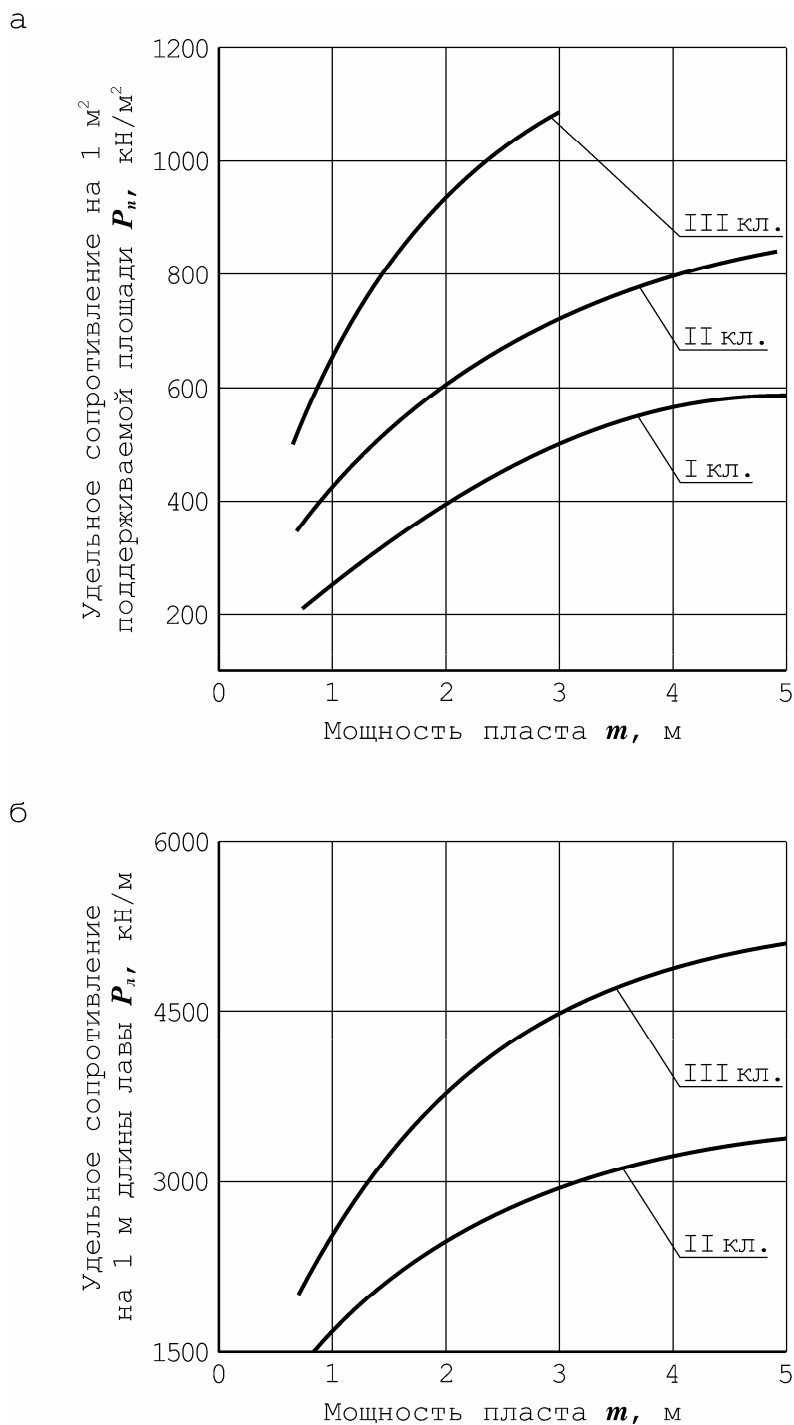 а
Удельное сопротивление на 1 м²
поддерживаемой площади Pп, кН/м²
1200
1000
800
600
400
200
III кл.
II кл.
I кл.
0 1 2 3 4 5
Мощность пласта m, м
б
Удельное сопротивление
на 1 м длины лавы Pл, кН/м
6000
4500
3000
1500
III кл.
II кл.
0 1 2 3 4 5
Мощность пласта m, м